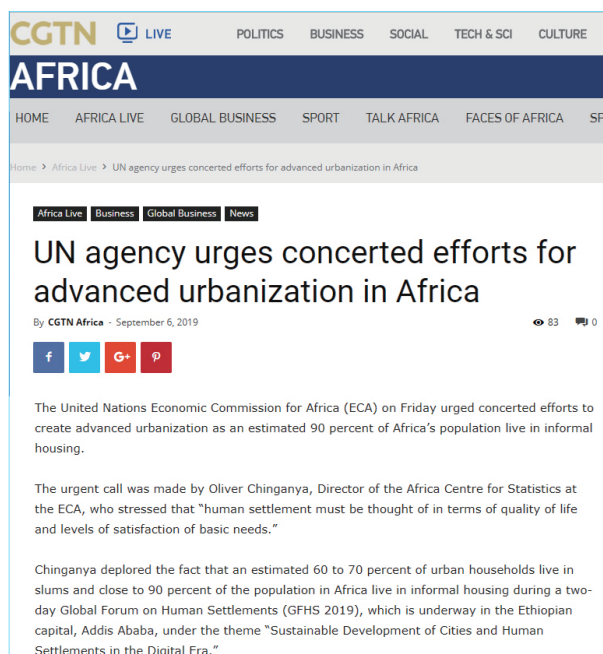 CGTN LIVE POLITICS BUSINESS SOCIAL TECH & SCI CULTURE
AFRICA
HOME AFRICA LIVE GLOBAL BUSINESS SPORT TALK AFRICA FACES OF AFRICA
Home > Africa Live > UN agency urges concerted efforts for advanced urbanization in Africa
Africa Live Business Global Business News
UN agency urges concerted efforts for
advanced urbanization in Africa
By CGTN Africa - September 6, 2019 83 0
f G+
The United Nations Economic Commission for Africa (ECA) on Friday urged concerted efforts to
create advanced urbanization as an estimated 90 percent of Africa’s population live in informal
housing.
The urgent call was made by Oliver Chinganya, Director of the Africa Centre for Statistics at
the ECA, who stressed that “human settlement must be thought of in terms of quality of life
and levels of satisfaction of basic needs.”
Chinganya deplored the fact that an estimated 60 to 70 percent of urban households live in
slums and close to 90 percent of the population in Africa live in informal housing during a two-
day Global Forum on Human Settlements (GFHS 2019), which is underway in the Ethiopian
capital, Addis Ababa, under the theme “Sustainable Development of Cities and Human
Settlements in the Digital Era.”